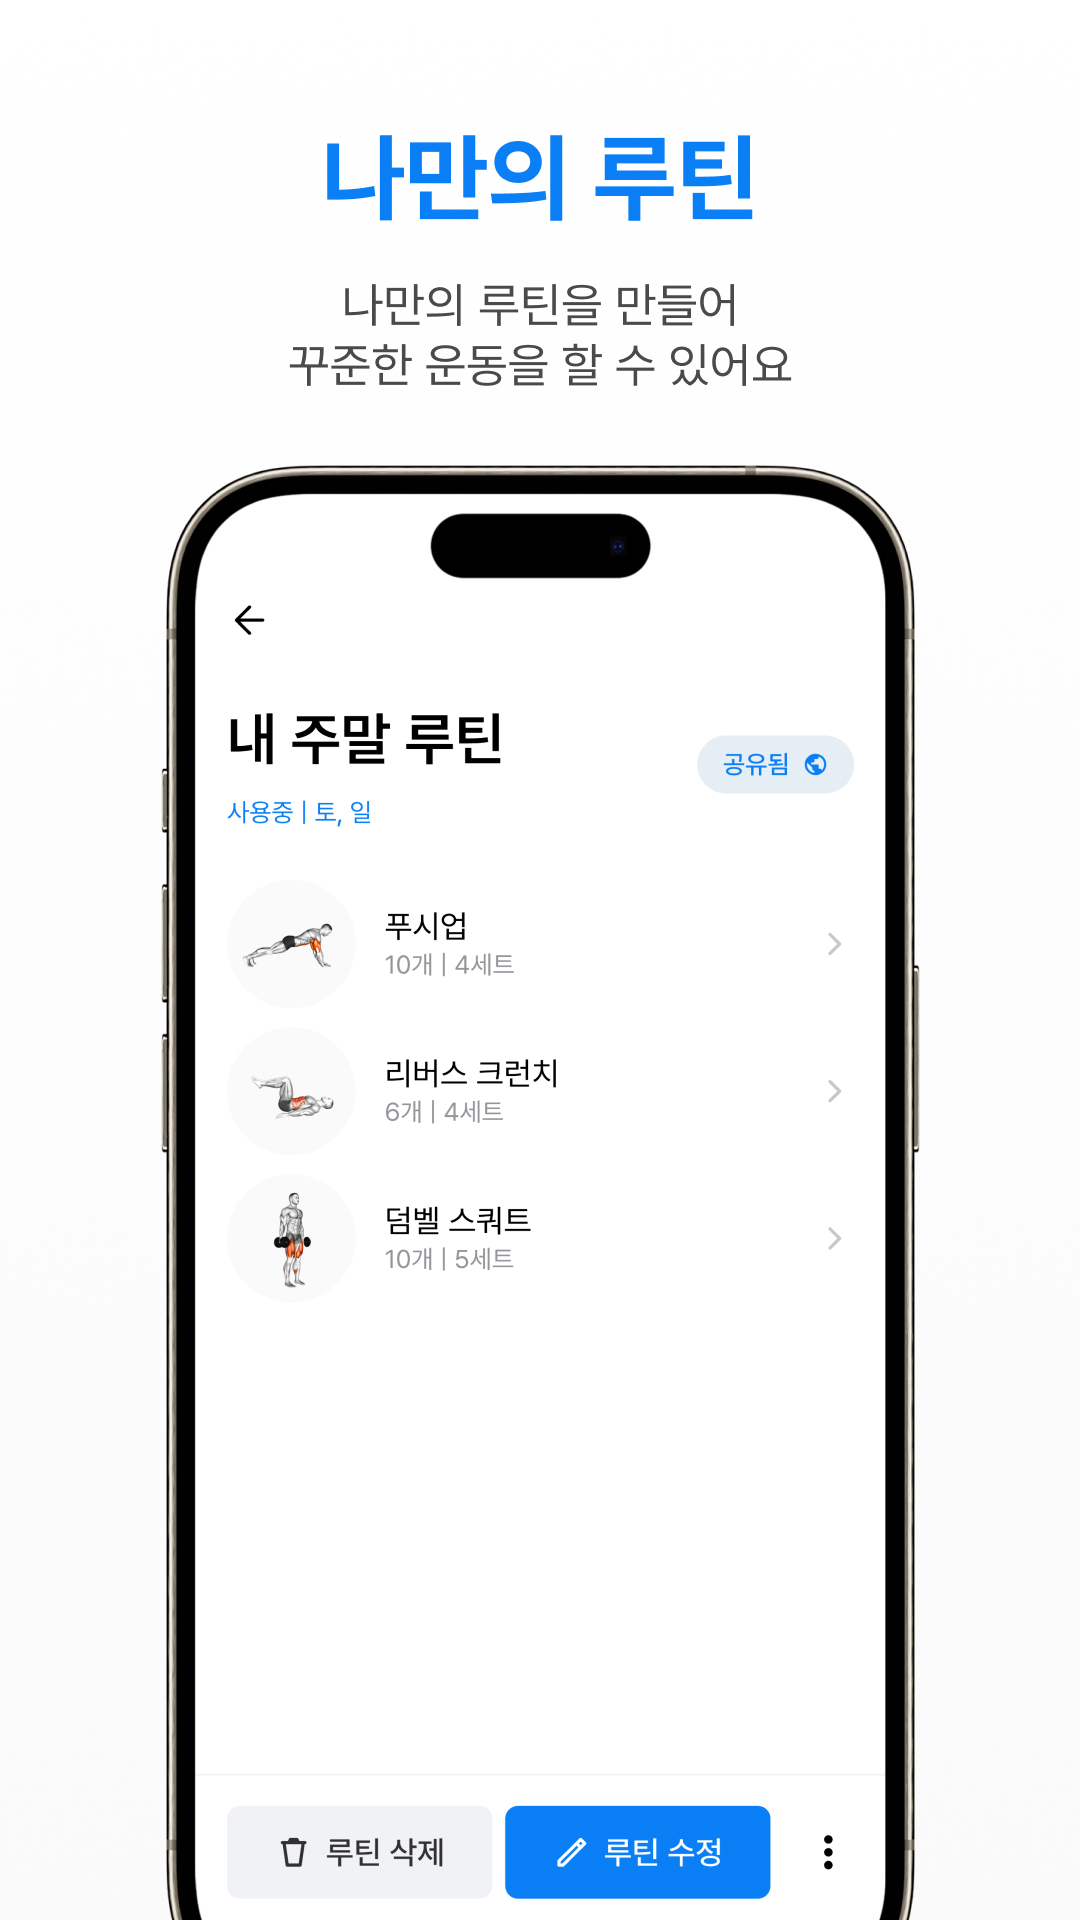 나만의 루틴
나만의 루틴을 만들어
꾸준한 운동을 할 수 있어요
내 주말 루틴
공유됨
사용중 | 토, 일
푸시업
10개 | 4세트
리버스 크런치
6개 | 4세트
덤벨 스쿼트
10개 | 5세트
루틴 삭제
루틴 수정